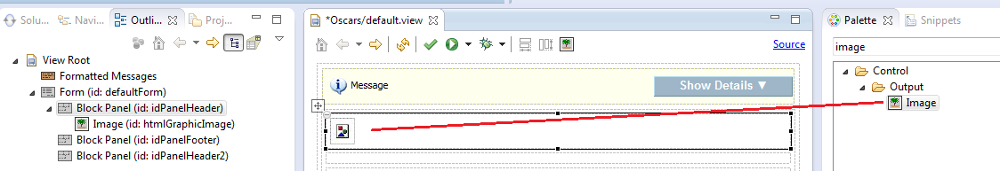 Solu...
Navi...
Outli...
Proj...
View Root
Formatted Messages
Form (id: defaultForm)
Block Panel (id: idPanelHeader)
Image (id: htmlGraphicImage)
Block Panel (id: idPanelFooter)
Block Panel (id: idPanelHeader2)
*Oscars/default.view
Source
Message
Show Details ▼
Palette
Snippets
image
Control
Output
Image